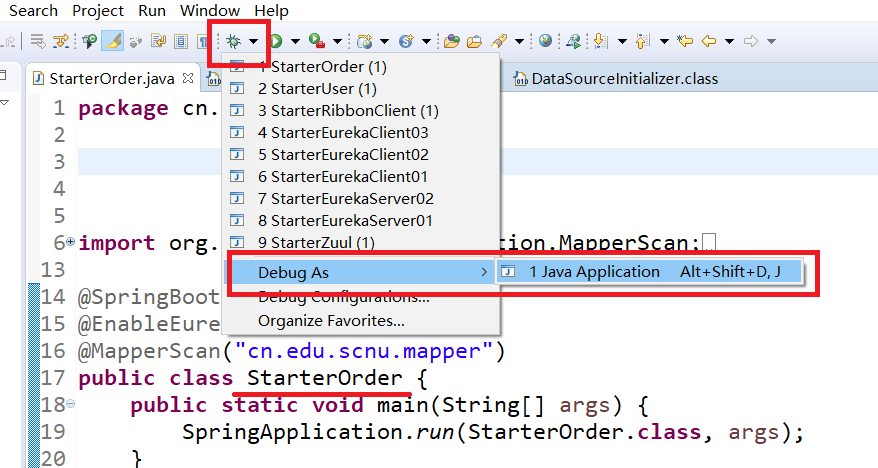 Search Project Run Window Help
StarterOrder.java
DataSourceInitializer.class
1 StarterOrder (1)
2 StarterUser (1)
3 StarterRibbonClient (1)
4 StarterEurekaClient03
5 StarterEurekaClient02
6 StarterEurekaClient01
7 StarterEurekaServer02
8 StarterEurekaServer01
9 StarterZuul (1)
Debug As
1 Java Application Alt+Shift+D, J
Debug Configurations...
Organize Favorites...
1 package cn.
2
3
4
5
6 import org. tion.MapperScan;
13
14 @SpringBoot
15 @EnableEure
16 @MapperScan("cn.edu.scnu.mapper")
17 public class StarterOrder {
18 public static void main(String[] args) {
19 SpringApplication.run(StarterOrder.class, args);
20 }